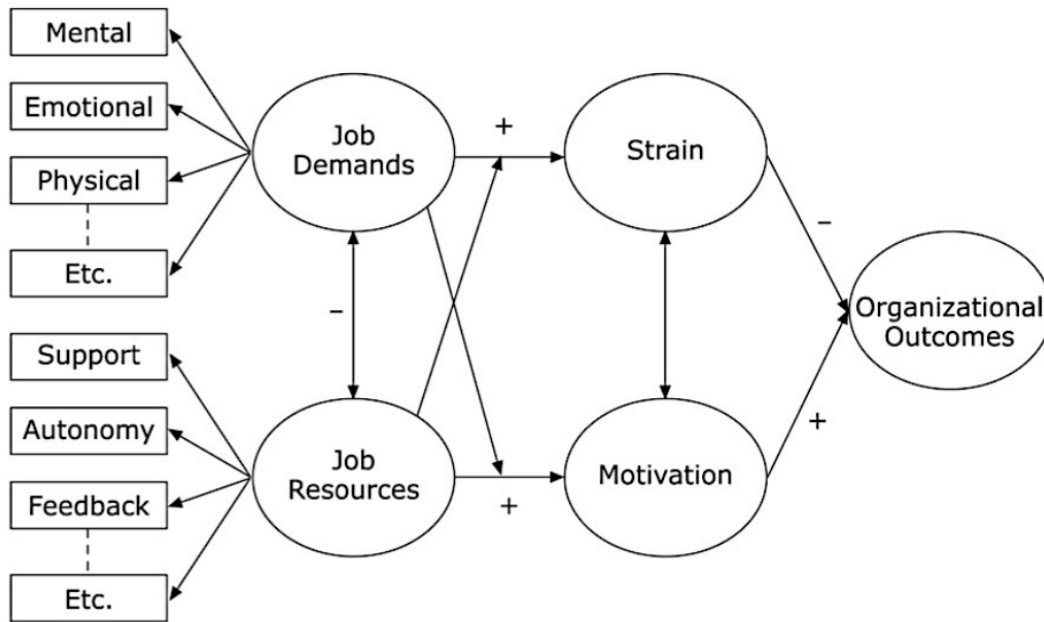 Mental
Emotional
Physical
Etc.
Support
Autonomy
Feedback
Etc.
Job
Demands
Job
Resources
+
–
+
Strain
Motivation
–
+
Organizational
Outcomes